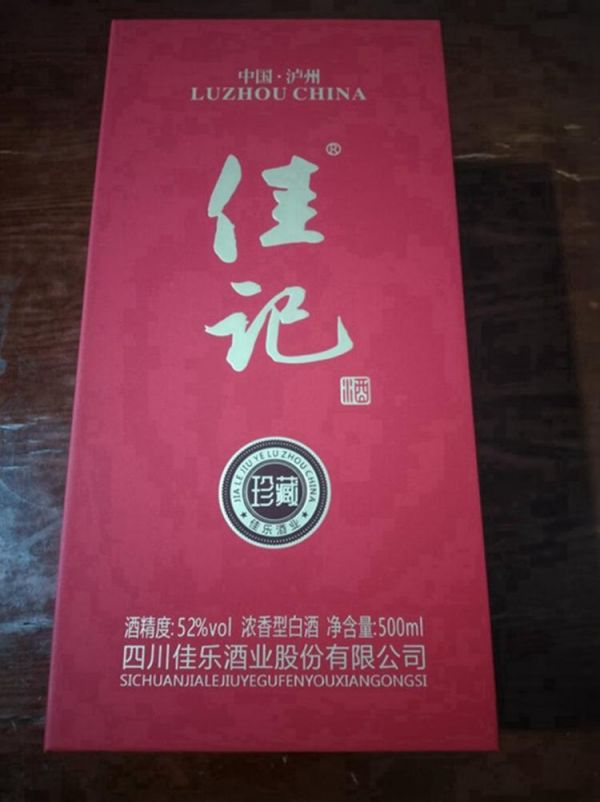 中国·泸州
LUZHOU CHINA
佳
记
®
酒
JIA LE JIU YE LU ZHOU CHINA
珍藏
★ 佳乐酒业 ★
酒精度:52%vol 浓香型白酒 净含量:500ml
四川佳乐酒业股份有限公司
SICHUANJIALEJIUYEGUFENYOUXIANGONGSI